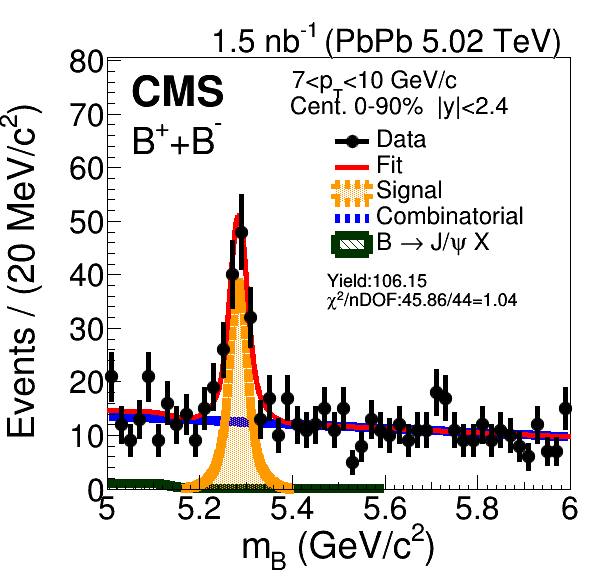 1.5 nb⁻¹ (PbPb 5.02 TeV)
CMS
B⁺+B⁻
7<p_T<10 GeV/c
Cent. 0-90% |y|<2.4
Data
Fit
Signal
Combinatorial
B → J/ψ X
Yield:106.15
χ²/nDOF:45.86/44=1.04
Events / (20 MeV/c²)
80
70
60
50
40
30
20
10
0
5 5.2 5.4 5.6 5.8 6
m_B (GeV/c²)